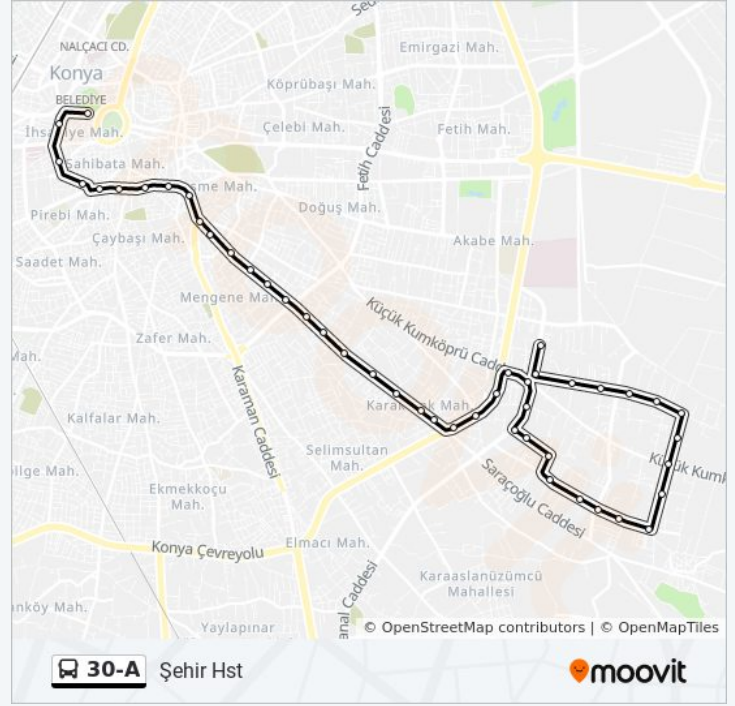 Emirgazi Mah.
NALÇACI CD.
Konya
Köprübaşı Mah.
BELEDİYE
Çelebi Mah.
Fetih Mah.
Fetih Caddesi
Sahibata Mah.
Doğuş Mah.
Pirebi Mah.
Çaybaşı Mah.
Akabe Mah.
Saadet Mah.
Mengene Mah.
Küçük Kumköprü Cadd
Zafer Mah.
Mah.
Karaman Caddesi
Kalfalar Mah.
Selimsultan
Mah.
Saraçoğlu Caddesi
Ekmekkoçu
Mah.
Konya Çevreyolu
Elmacı Mah.
Karaaslanüzümcü
Mahallesi
Yaylapınar
© OpenStreetMap contributors | © OpenMapTiles
30-A Şehir Hst
moovit